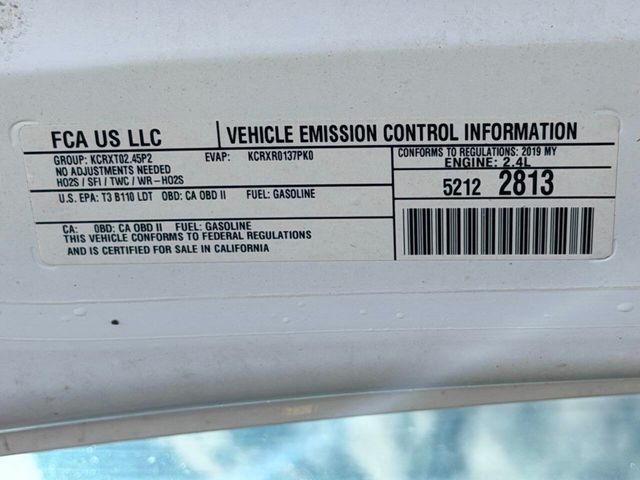 FCA US LLC
VEHICLE EMISSION CONTROL INFORMATION
GROUP: KCRXT02.45P2 EVAP: KCRXR0137PK0
NO ADJUSTMENTS NEEDED
HO2S / SFI / TWC / WR-HO2S
CONFORMS TO REGULATIONS: 2019 MY
ENGINE: 2.4L
5212 2813
U.S. EPA: T3 B110 LDT OBD: CA OBD II FUEL: GASOLINE
CA: OBD: CA OBD II FUEL: GASOLINE
THIS VEHICLE CONFORMS TO FEDERAL REGULATIONS
AND IS CERTIFIED FOR SALE IN CALIFORNIA